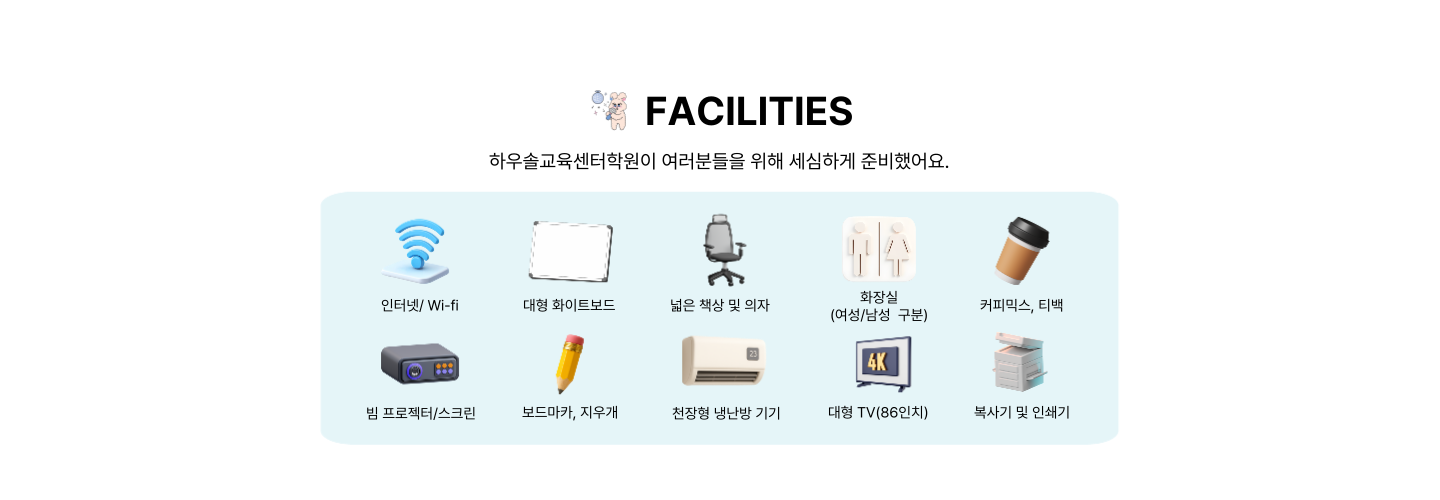 FACILITIES
하우솔교육센터학원이 여러분들을 위해 세심하게 준비했어요.
인터넷/ Wi-fi
대형 화이트보드
넓은 책상 및 의자
화장실
(여성/남성 구분)
커피믹스, 티백
23
4K
빔 프로젝터/스크린
보드마카, 지우개
천장형 냉난방 기기
대형 TV(86인치)
복사기 및 인쇄기